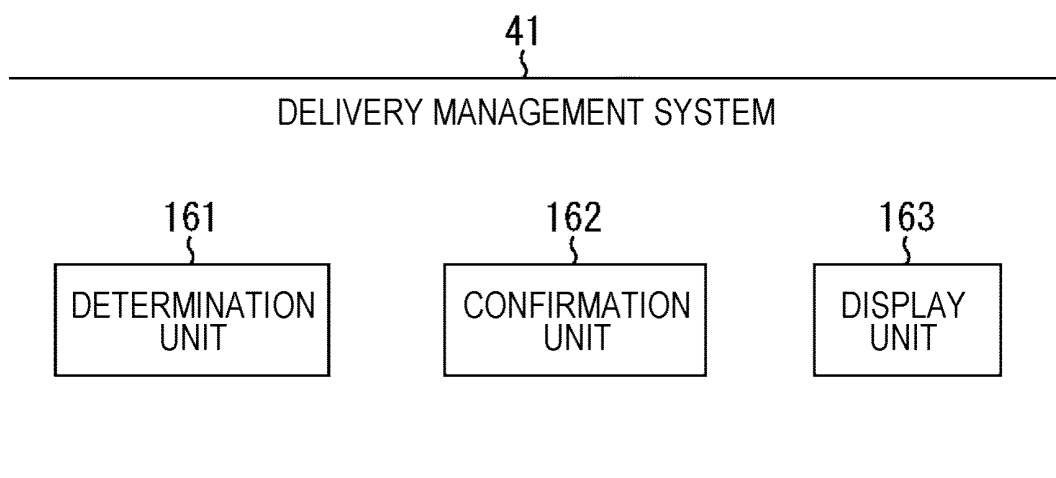 41
DELIVERY MANAGEMENT SYSTEM
161
162
163
DETERMINATION
UNIT
CONFIRMATION
UNIT
DISPLAY
UNIT